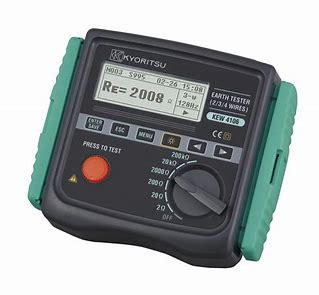 KYORITSU
N003 S995 02-26 15:08
RE= 2008 Ω
3-W
128Hz
EARTH TESTER
(2/3/4 WIRES)
KEW 4106
ENTER
SAVE
ESC
MENU
PRESS TO TEST
200kΩ
20kΩ
2000Ω
200Ω
20Ω
2Ω
OFF